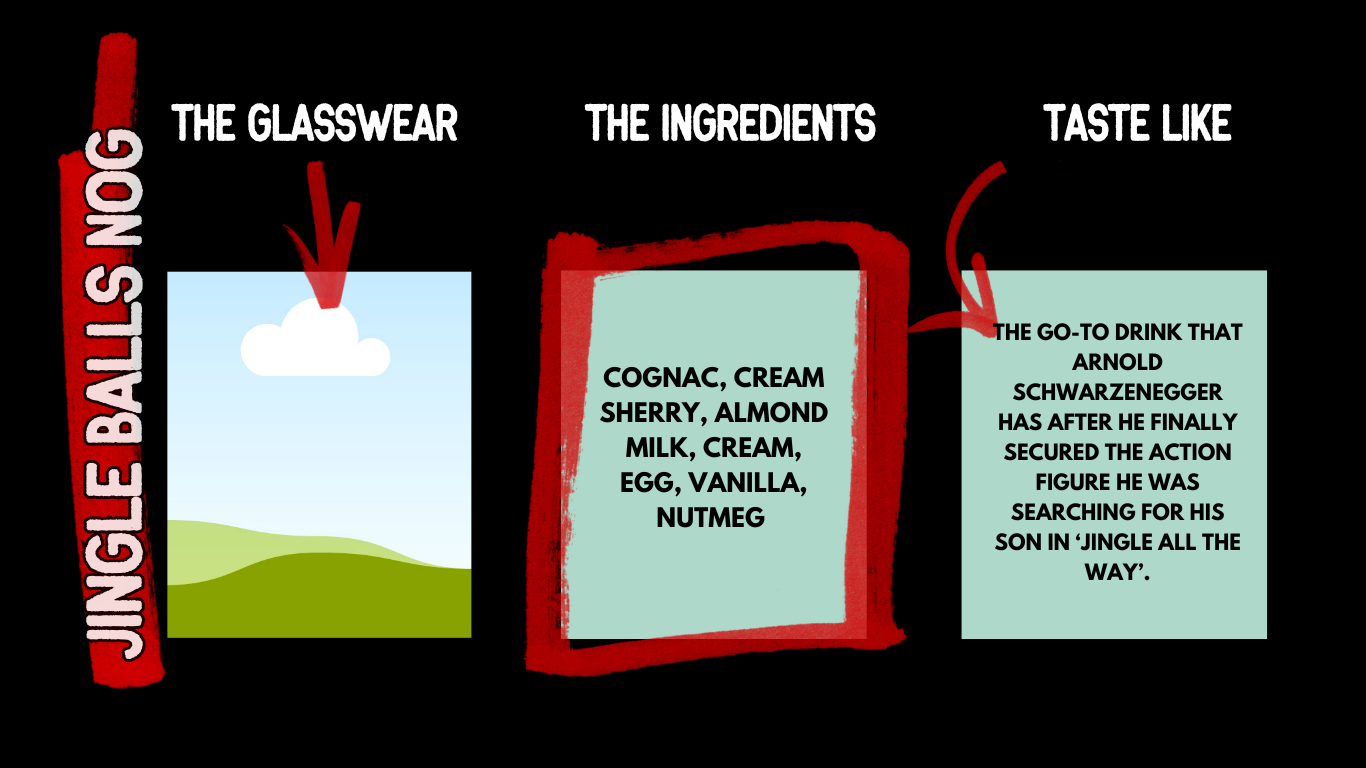 JINGLE BALLS NOG
THE GLASSWEAR
THE INGREDIENTS
TASTE LIKE
COGNAC, CREAM
SHERRY, ALMOND
MILK, CREAM,
EGG, VANILLA,
NUTMEG
THE GO-TO DRINK THAT
ARNOLD
SCHWARZENEGGER
HAS AFTER HE FINALLY
SECURED THE ACTION
FIGURE HE WAS
SEARCHING FOR HIS
SON IN ‘JINGLE ALL THE
WAY’.